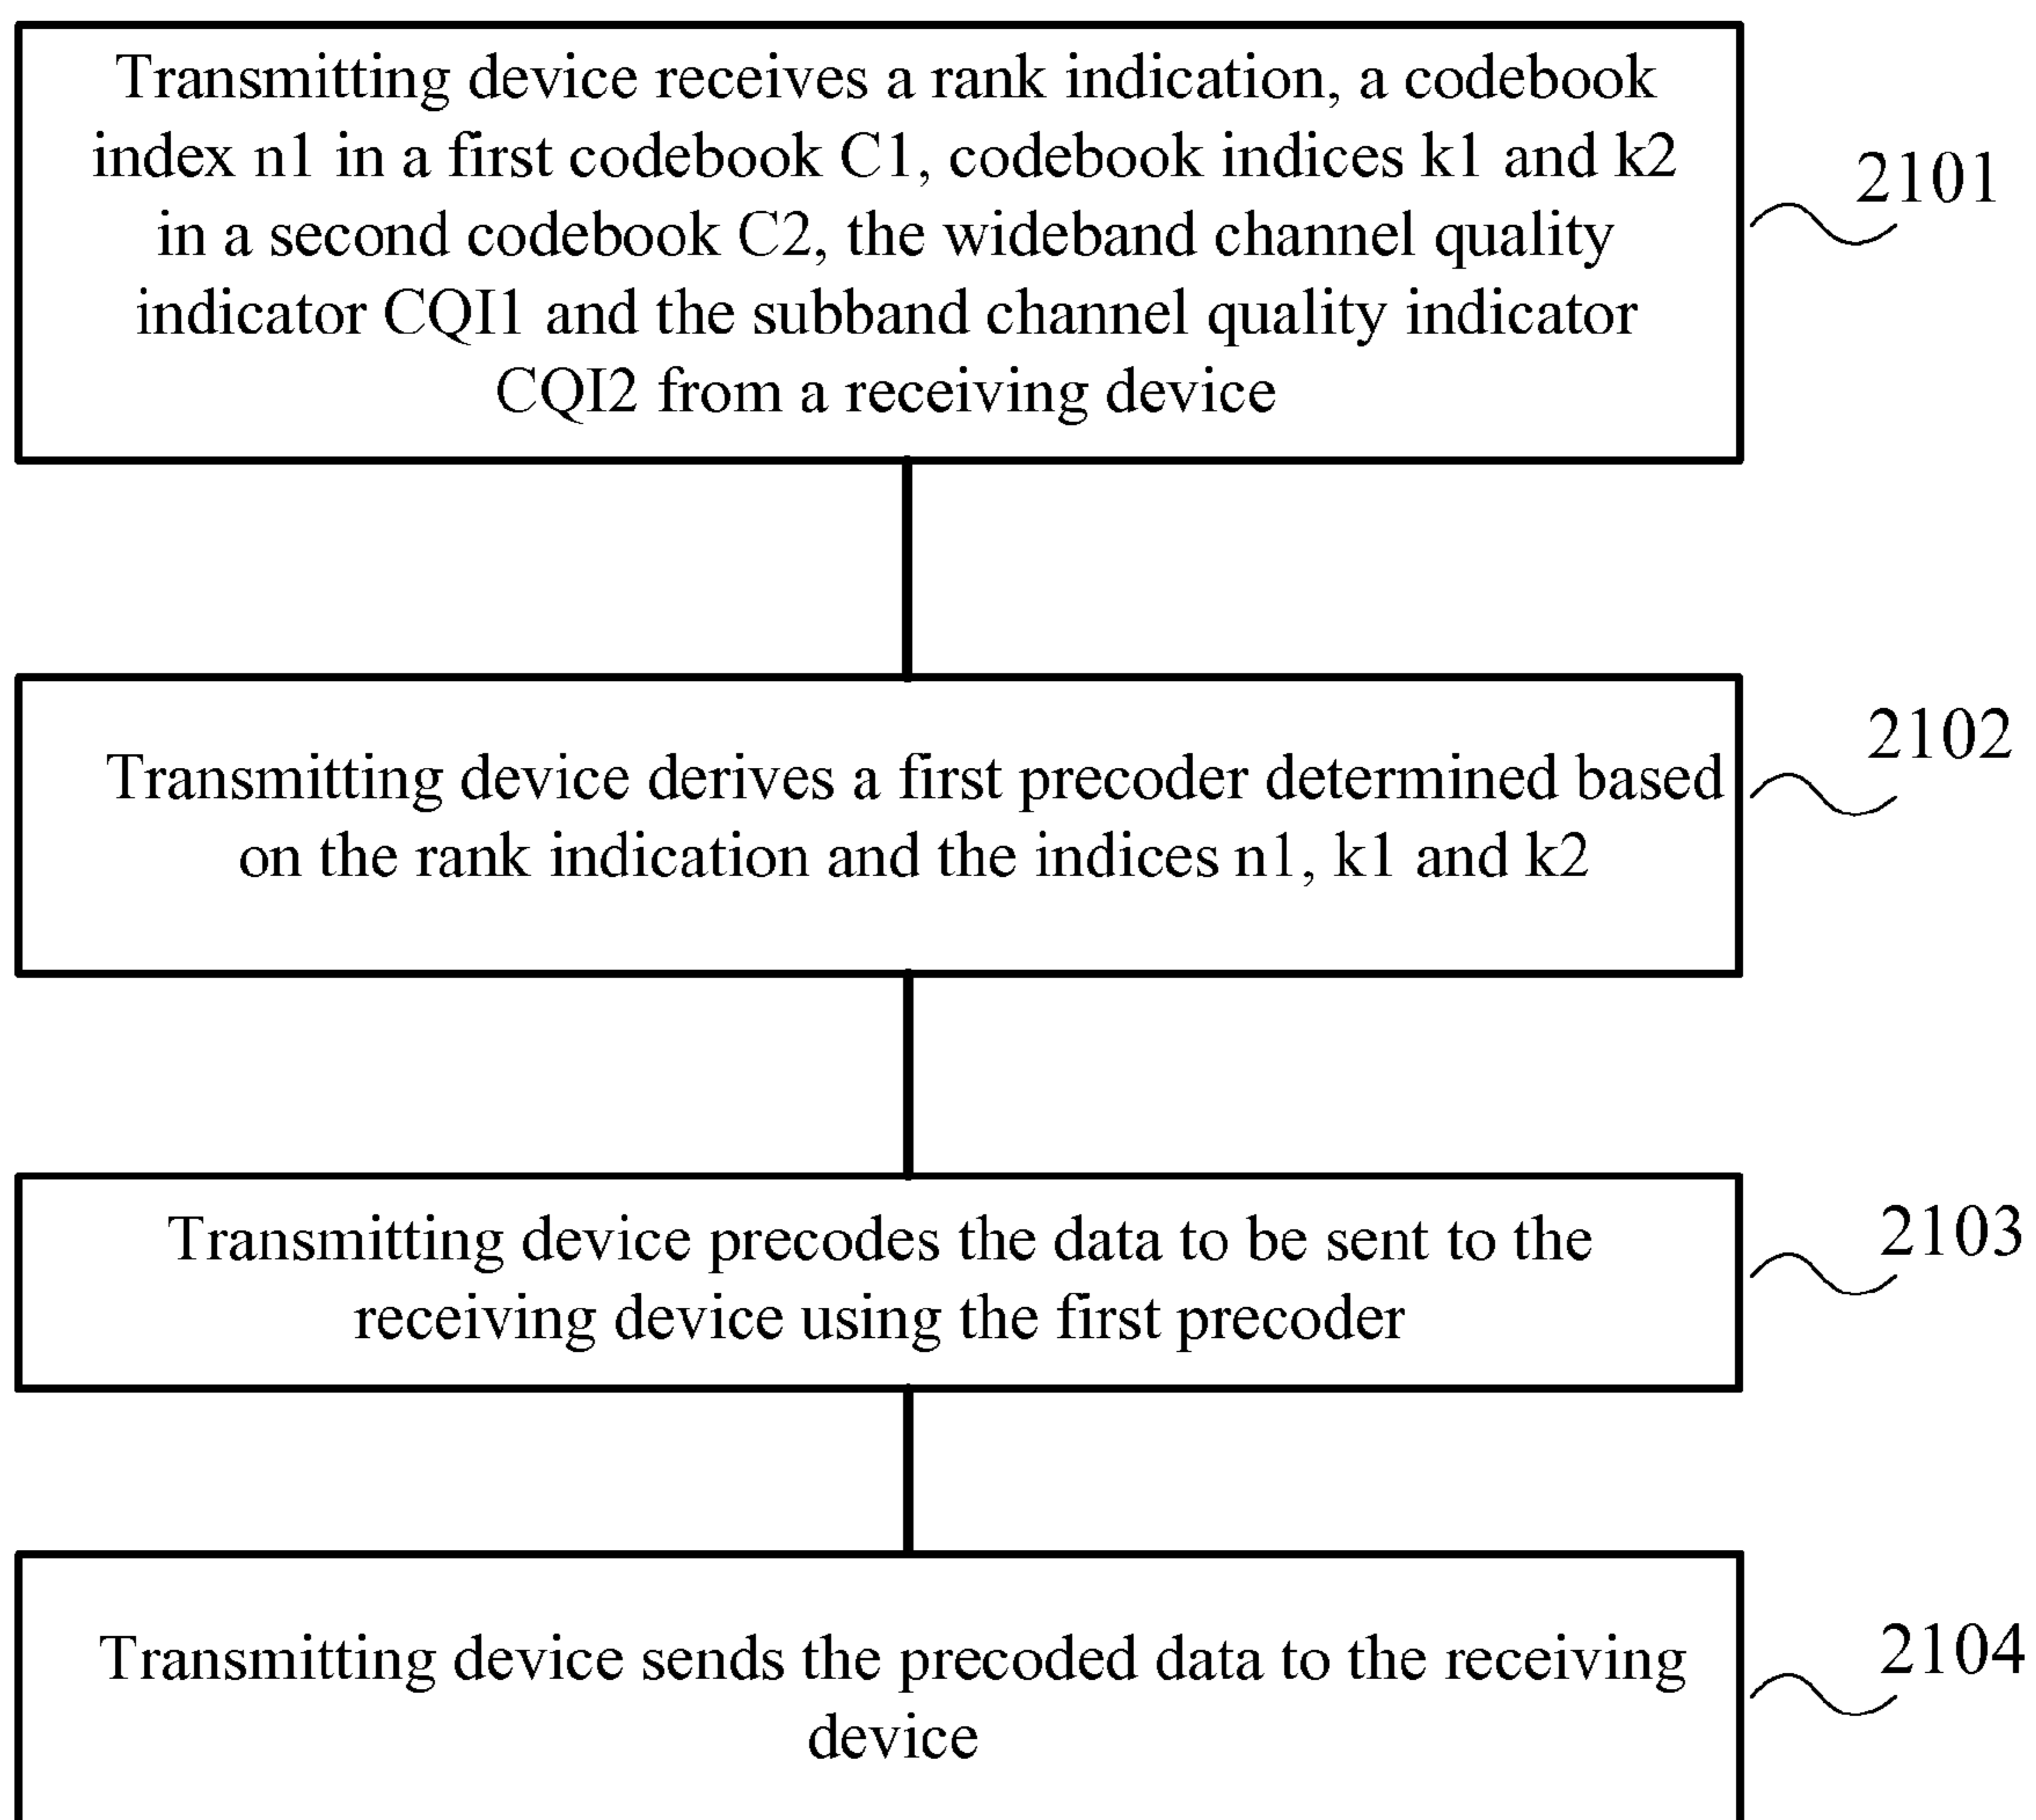 Transmitting device receives a rank indication, a codebook
index n1 in a first codebook C1, codebook indices k1 and k2
in a second codebook C2, the wideband channel quality
indicator CQI1 and the subband channel quality indicator
CQI2 from a receiving device
2101
Transmitting device derives a first precoder determined based
on the rank indication and the indices n1, k1 and k2
2102
Transmitting device precodes the data to be sent to the
receiving device using the first precoder
2103
Transmitting device sends the precoded data to the receiving
device
2104